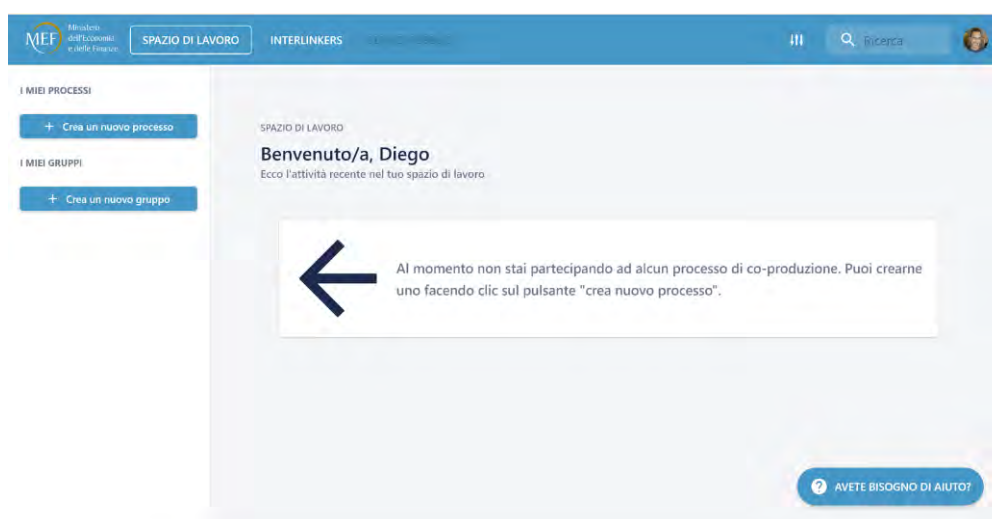 MEF
Ministero
dell'Economia
e delle Finanze
SPAZIO DI LAVORO
INTERLINKERS
Ricerca
I MIEI PROCESSI
+ Crea un nuovo processo
I MIEI GRUPPI
+ Crea un nuovo gruppo
SPAZIO DI LAVORO
Benvenuto/a, Diego
Ecco l'attività recente nel tuo spazio di lavoro
Al momento non stai partecipando ad alcun processo di co-produzione. Puoi crearne
uno facendo clic sul pulsante "crea nuovo processo".
? AVETE BISOGNO DI AIUTO?